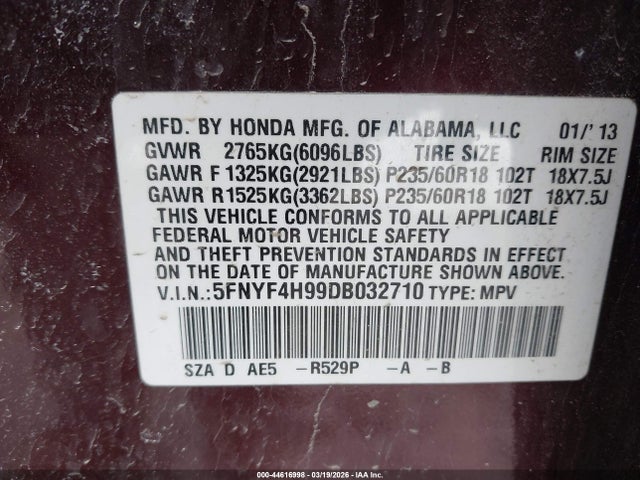 MFD. BY HONDA MFG. OF ALABAMA, LLC 01/'13
GVWR 2765KG(6096LBS) TIRE SIZE RIM SIZE
GAWR F 1325KG(2921LBS) P235/60R18 102T 18X7.5J
GAWR R 1525KG(3362LBS) P235/60R18 102T 18X7.5J
THIS VEHICLE CONFORMS TO ALL APPLICABLE
FEDERAL MOTOR VEHICLE SAFETY
AND THEFT PREVENTION STANDARDS IN EFFECT
ON THE DATE OF MANUFACTURE SHOWN ABOVE.
V.I.N.:5FNYF4H99DB032710 TYPE: MPV
SZA D AE5 -R529P -A -B
000-44616998 - 03/19/2026 - IAAI.COM